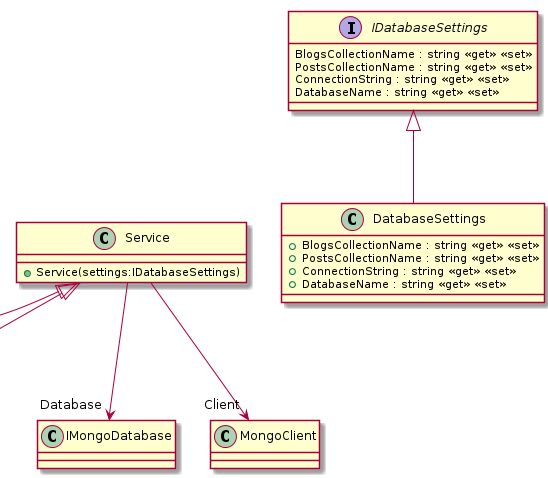 I IDatabaseSettings
BlogsCollectionName : string «get» «set»
PostsCollectionName : string «get» «set»
ConnectionString : string «get» «set»
DatabaseName : string «get» «set»
C DatabaseSettings
BlogsCollectionName : string «get» «set»
PostsCollectionName : string «get» «set»
ConnectionString : string «get» «set»
DatabaseName : string «get» «set»
C Service
Service(settings:IDatabaseSettings)
Database
Client
C IMongoDatabase
C MongoClient